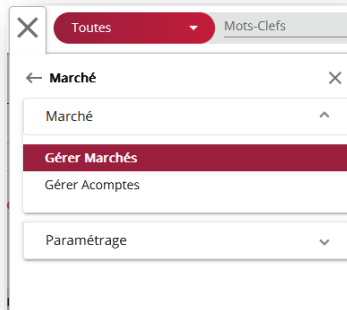 Toutes
Mots-Clefs
Marché
Marché
Gérer Marchés
Gérer Acomptes
Paramétrage